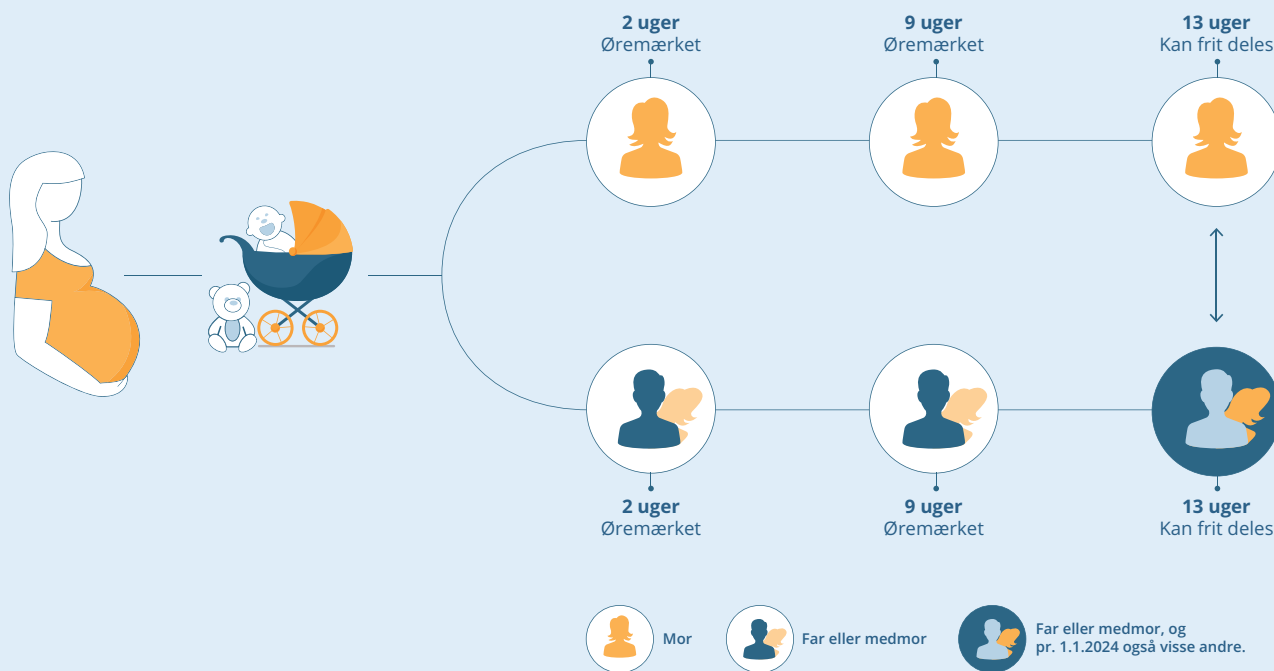 2 uger
Øremærket
9 uger
Øremærket
13 uger
Kan frit deles
2 uger
Øremærket
9 uger
Øremærket
13 uger
Kan frit deles
Mor
Far eller medmor
Far eller medmor, og
pr. 1.1.2024 også visse andre.